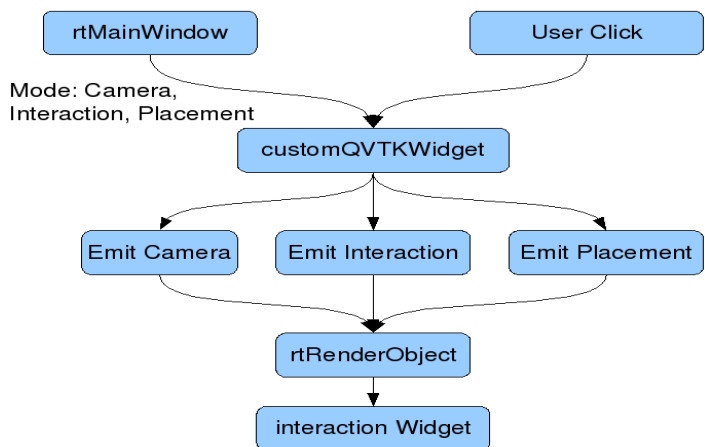 rtMainWindow
User Click
Mode: Camera,
Interaction, Placement
customQVTKWidget
Emit Camera
Emit Interaction
Emit Placement
rtRenderObject
interaction Widget